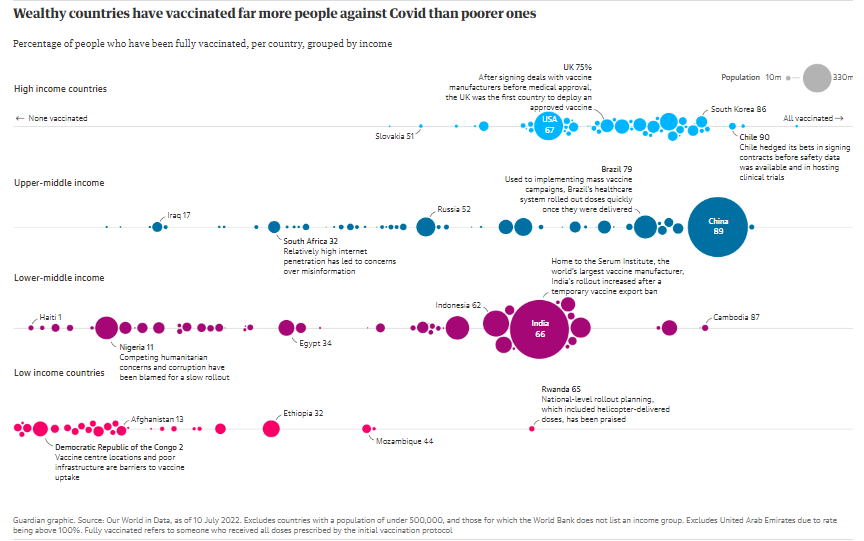 Wealthy countries have vaccinated far more people against Covid than poorer ones
Percentage of people who have been fully vaccinated, per country, grouped by income
High income countries
Population 10m 330m
← None vaccinated
All vaccinated →
UK 75%
After signing deals with vaccine
manufacturers before medical approval,
the UK was the first country to deploy an
approved vaccine
Slovakia 51
USA
67
South Korea 86
Chile 90
Chile hedged its bets in signing
contracts before safety data
was available and in hosting
clinical trials
Upper-middle income
Iraq 17
South Africa 32
Relatively high internet
penetration has led to concerns
over misinformation
Russia 52
Brazil 79
Used to implementing mass vaccine
campaigns, Brazil's healthcare
system rolled out doses quickly
once they were delivered
China
89
Lower-middle income
Haiti 1
Nigeria 11
Competing humanitarian
concerns and corruption have
been blamed for a slow rollout
Egypt 34
Indonesia 62
Home to the Serum Institute, the
world's largest vaccine manufacturer,
India's rollout increased after a
temporary vaccine export ban
India
66
Cambodia 87
Low income countries
Afghanistan 13
Democratic Republic of the Congo 2
Vaccine centre locations and poor
infrastructure are barriers to vaccine
uptake
Ethiopia 32
Mozambique 44
Rwanda 65
National-level rollout planning,
which included helicopter-delivered
doses, has been praised
Guardian graphic. Source: Our World in Data, as of 10 July 2022. Excludes countries with a population of under 500,000, and those for which the World Bank does not list an income group. Excludes United Arab Emirates due to rate
being above 100%. Fully vaccinated refers to someone who received all doses prescribed by the initial vaccination protocol